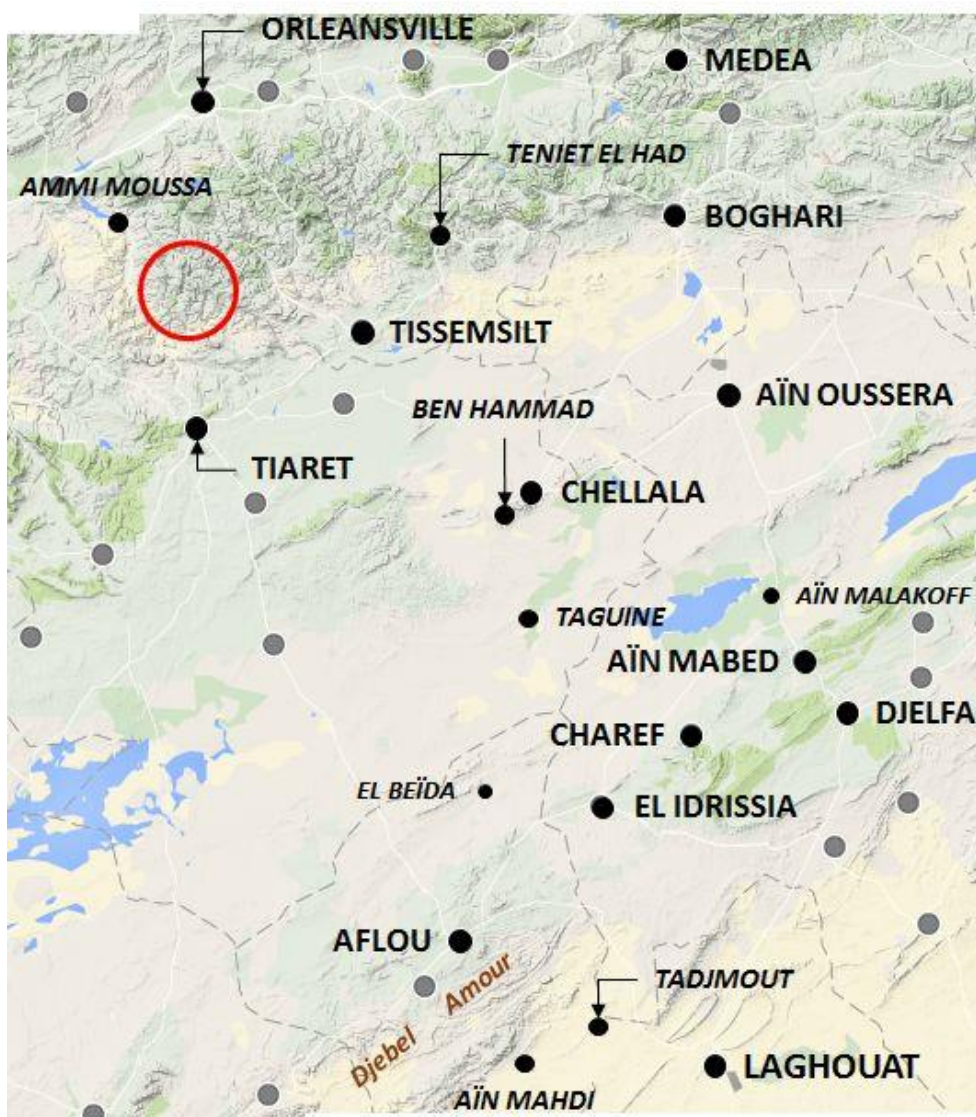 ORLEANSVILLE
MEDEA
TENIET EL HAD
AMMI MOUSSA
BOGHARI
TISSEMSILT
AÏN OUSSERA
BEN HAMMAD
TIARET
CHELLALA
AÏN MALAKOFF
TAGUINE
AÏN MABED
DJELFA
CHAREF
EL BEÏDA
EL IDRISSIA
AFLOU
Djebel Amour
TADJMOUT
LAGHOUAT
AÏN MAHDI